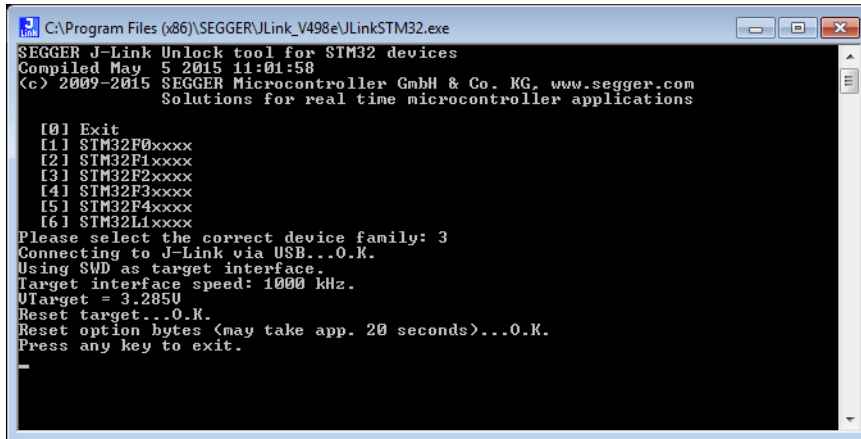 C:\Program Files (x86)\SEGGER\JLink_V498e\JLinkSTM32.exe
SEGGER J-Link Unlock tool for STM32 devices
Compiled May  5 2015 11:01:58
(c) 2009-2015 SEGGER Microcontroller GmbH & Co. KG, www.segger.com
Solutions for real time microcontroller applications
[0] Exit
[1] STM32F0xxxx
[2] STM32F1xxxx
[3] STM32F2xxxx
[4] STM32F3xxxx
[5] STM32F4xxxx
[6] STM32L1xxxx
Please select the correct device family: 3
Connecting to J-Link via USB...O.K.
Using SWD as target interface.
Target interface speed: 1000 kHz.
VTarget = 3.285V
Reset target...O.K.
Reset option bytes (may take app. 20 seconds)...O.K.
Press any key to exit.